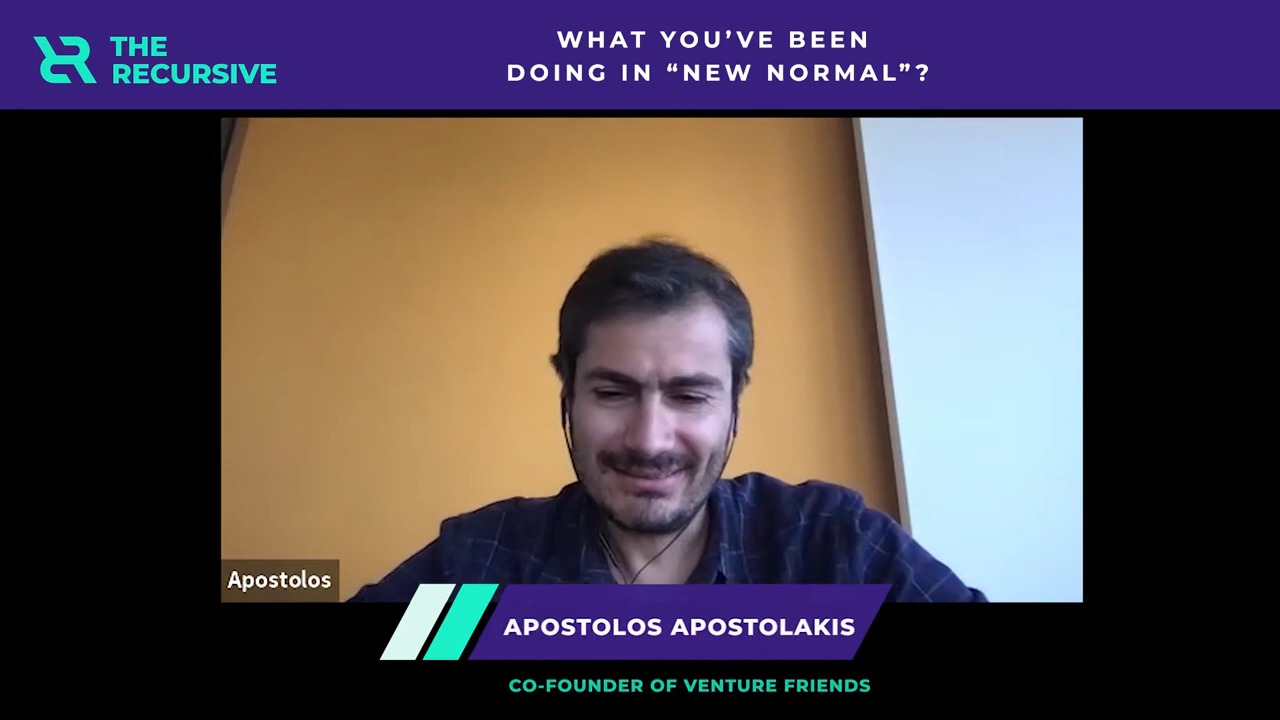 THE
RECURSIVE
WHAT YOU’VE BEEN
DOING IN “NEW NORMAL”?
Apostolos
APOSTOLOS APOSTOLAKIS
CO-FOUNDER OF VENTURE FRIENDS